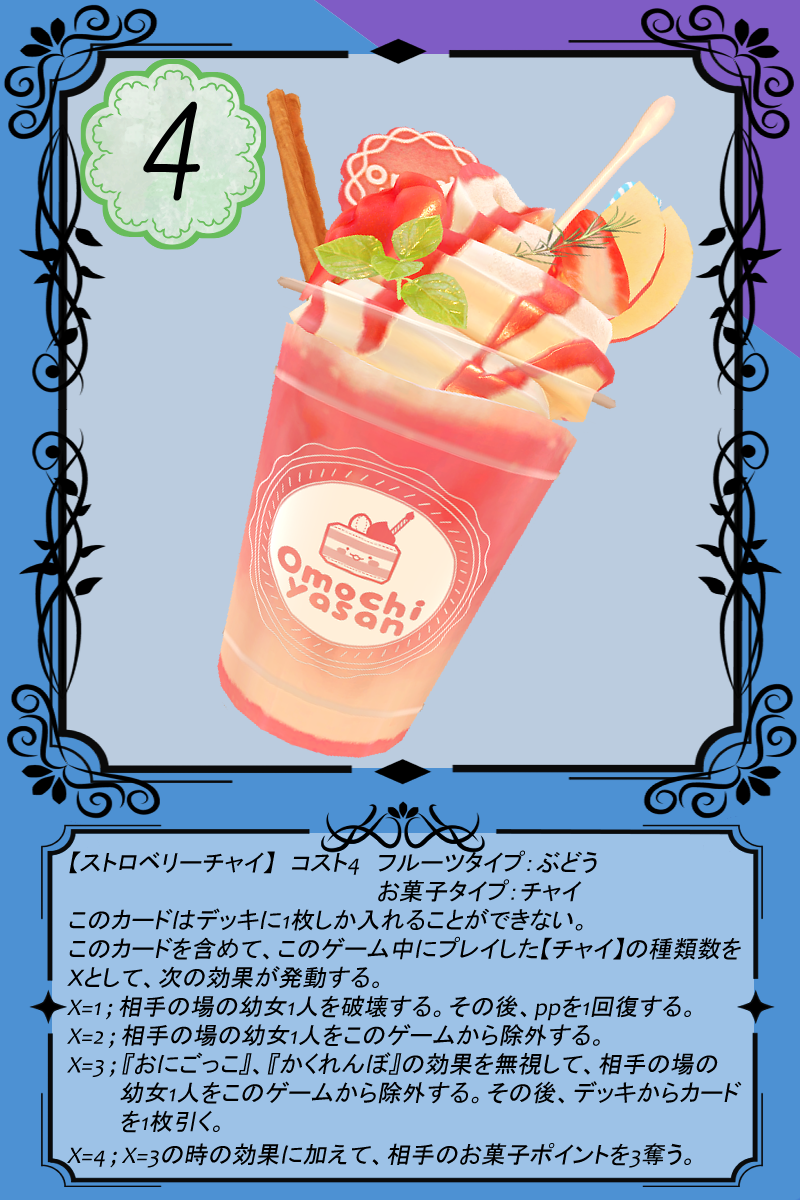 4
Omochi
yasan
【ストロベリーチャイ】 コスト4 フルーツタイプ:ぶどう
お菓子タイプ:チャイ
このカードはデッキに1枚しか入れることができない。
このカードを含めて、このゲーム中にプレイした【チャイ】の種類数を
Xとして、次の効果が発動する。
X=1 ; 相手の場の幼女1人を破壊する。その後、ppを1回復する。
X=2 ; 相手の場の幼女1人をこのゲームから除外する。
X=3 ; 『おにごっこ』、『かくれんぼ』の効果を無視して、相手の場の
幼女1人をこのゲームから除外する。その後、デッキからカード
を1枚引く。
X=4 ; X=3の時の効果に加えて、相手のお菓子ポイントを3奪う。